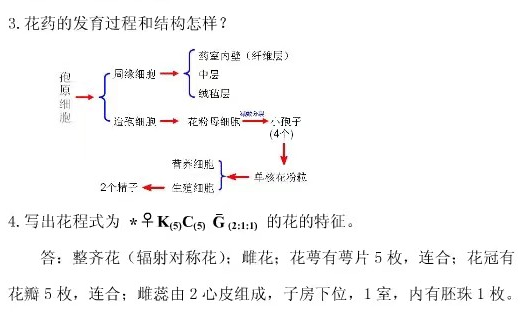 3.花药的发育过程和结构怎样？
孢原细胞
周缘细胞
药室内壁（纤维层）
中层
绒毡层
造孢细胞
花粉母细胞
减数分裂
小孢子
(4个)
单核花粉粒
营养细胞
生殖细胞
2个精子
4.写出花程式为 *♀K(5)C(5) Ḡ(2:1:1) 的花的特征。
答：整齐花（辐射对称花）；雌花；花萼有萼片 5 枚，连合；花冠有
花瓣 5 枚，连合；雌蕊由 2 心皮组成，子房下位，1 室，内有胚珠 1 枚。